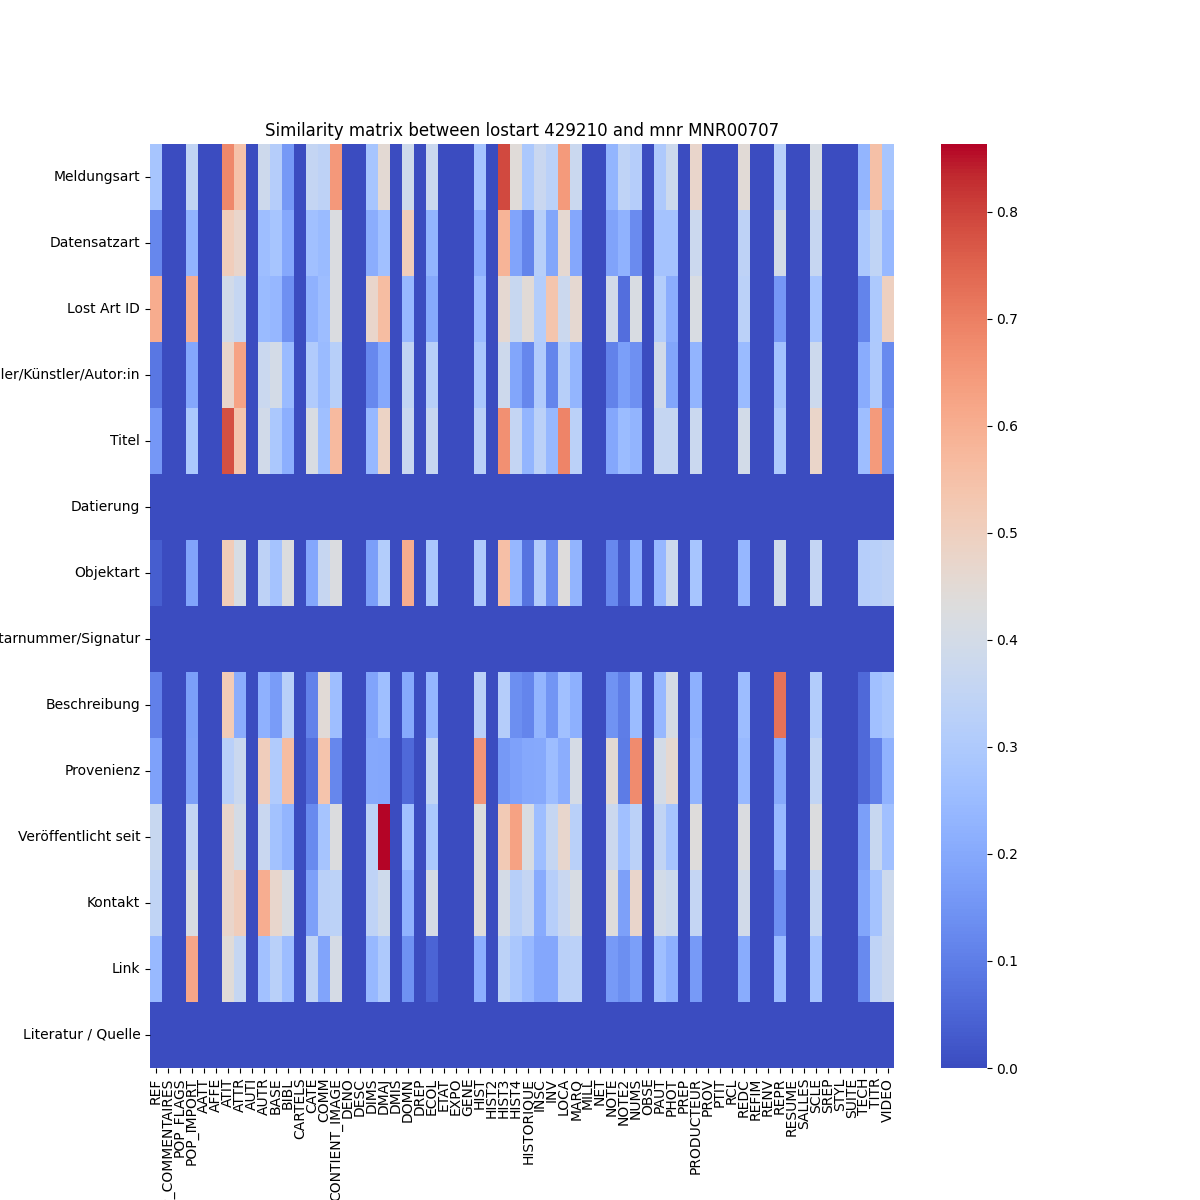 Similarity matrix between lostart 429210 and mnr MNR00707
Meldungsart
Datensatzart
Lost Art ID
ler/Künstler/Autor:in
Titel
Datierung
Objektart
tarnummer/Signatur
Beschreibung
Provenienz
Veröffentlicht seit
Kontakt
Link
Literatur / Quelle
0.8
0.7
0.6
0.5
0.4
0.3
0.2
0.1
0.0
REF
_COMMENTAIRES
POP_FLAGS
POP_IMPORT
AATT
AFFE
ATIT
ATTR
AUTI
AUTR
BASE
BIBL
CARTELS
CATE
COMM
CONTIENT_IMAGE
DENO
DESC
DIMS
DMAJ
DMIS
DOMN
DREP
ECOL
ETAT
EXPO
GENE
HIST
HIST2
HIST3
HIST4
HISTORIQUE
INSC
INV
LOCA
MARQ
MILL
NET
NOTE
NOTE2
NUMS
OBSE
PAUT
PHOT
PREP
PRODUCTEUR
PROV
PTIT
RCL
REDC
REFIM
RENV
REPR
RESUME
SALLES
SCLE
SREP
STYL
SUITE
TECH
TITR
VIDEO